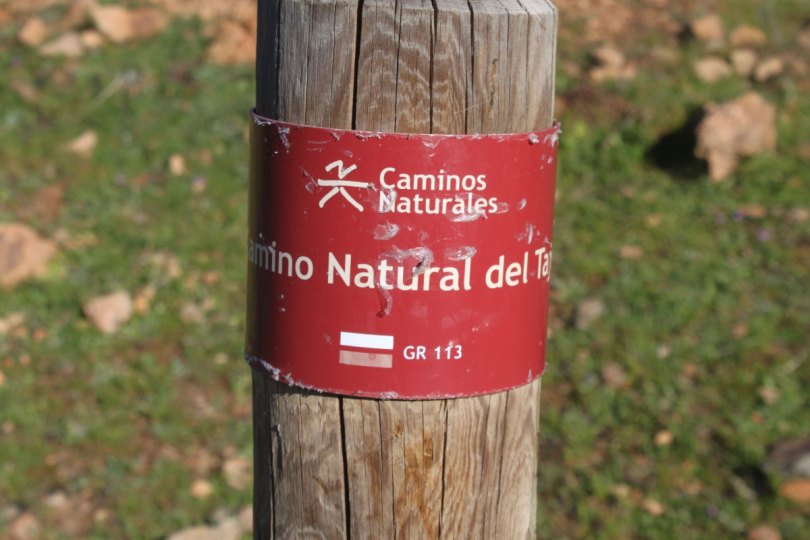 Caminos
Naturales
amino Natural del Ta
GR 113